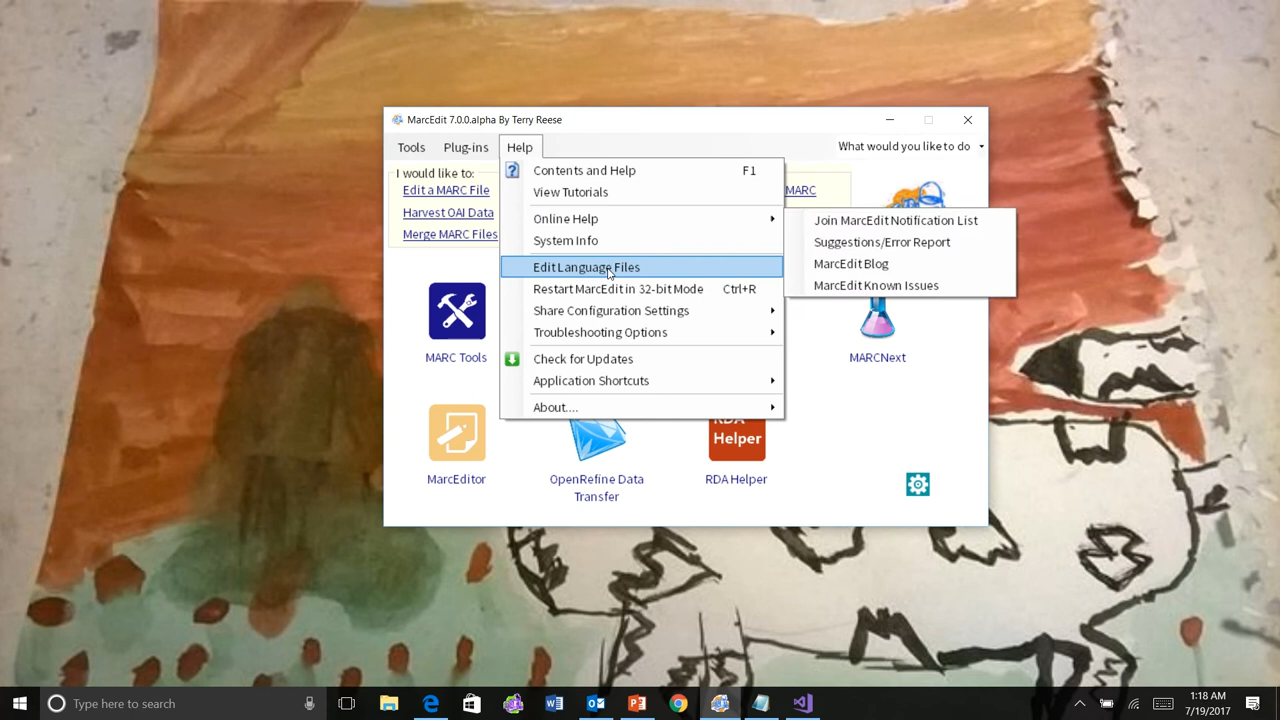 MarcEdit 7.0.0.alpha By Terry Reese
Tools
Plug-ins
Help
What would you like to do
I would like to:
Edit a MARC File
Harvest OAI Data
Merge MARC Files
MARC
Contents and Help F1
View Tutorials
Online Help
System Info
Edit Language Files
Restart MarcEdit in 32-bit Mode Ctrl+R
Share Configuration Settings
Troubleshooting Options
Check for Updates
Application Shortcuts
About....
Join MarcEdit Notification List
Suggestions/Error Report
MarcEdit Blog
MarcEdit Known Issues
MARC Tools
MARCNext
RDA
Helper
MarcEditor
OpenRefine Data
Transfer
RDA Helper
Type here to search
1:18 AM
7/19/2017